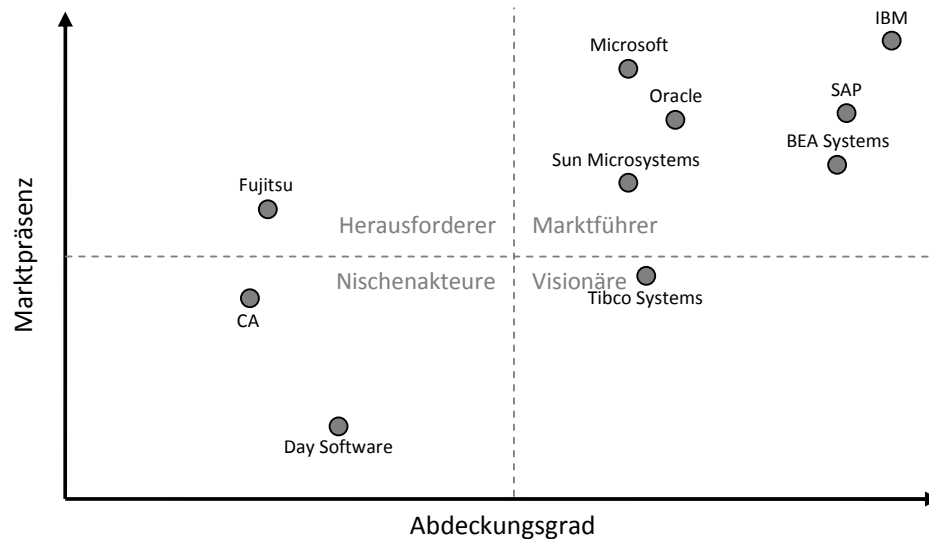 IBM
Microsoft
SAP
Oracle
BEA Systems
Sun Microsystems
Fujitsu
Herausforderer
Marktführer
Nischenakteure
Visionäre
Tibco Systems
CA
Day Software
Marktpräsenz
Abdeckungsgrad